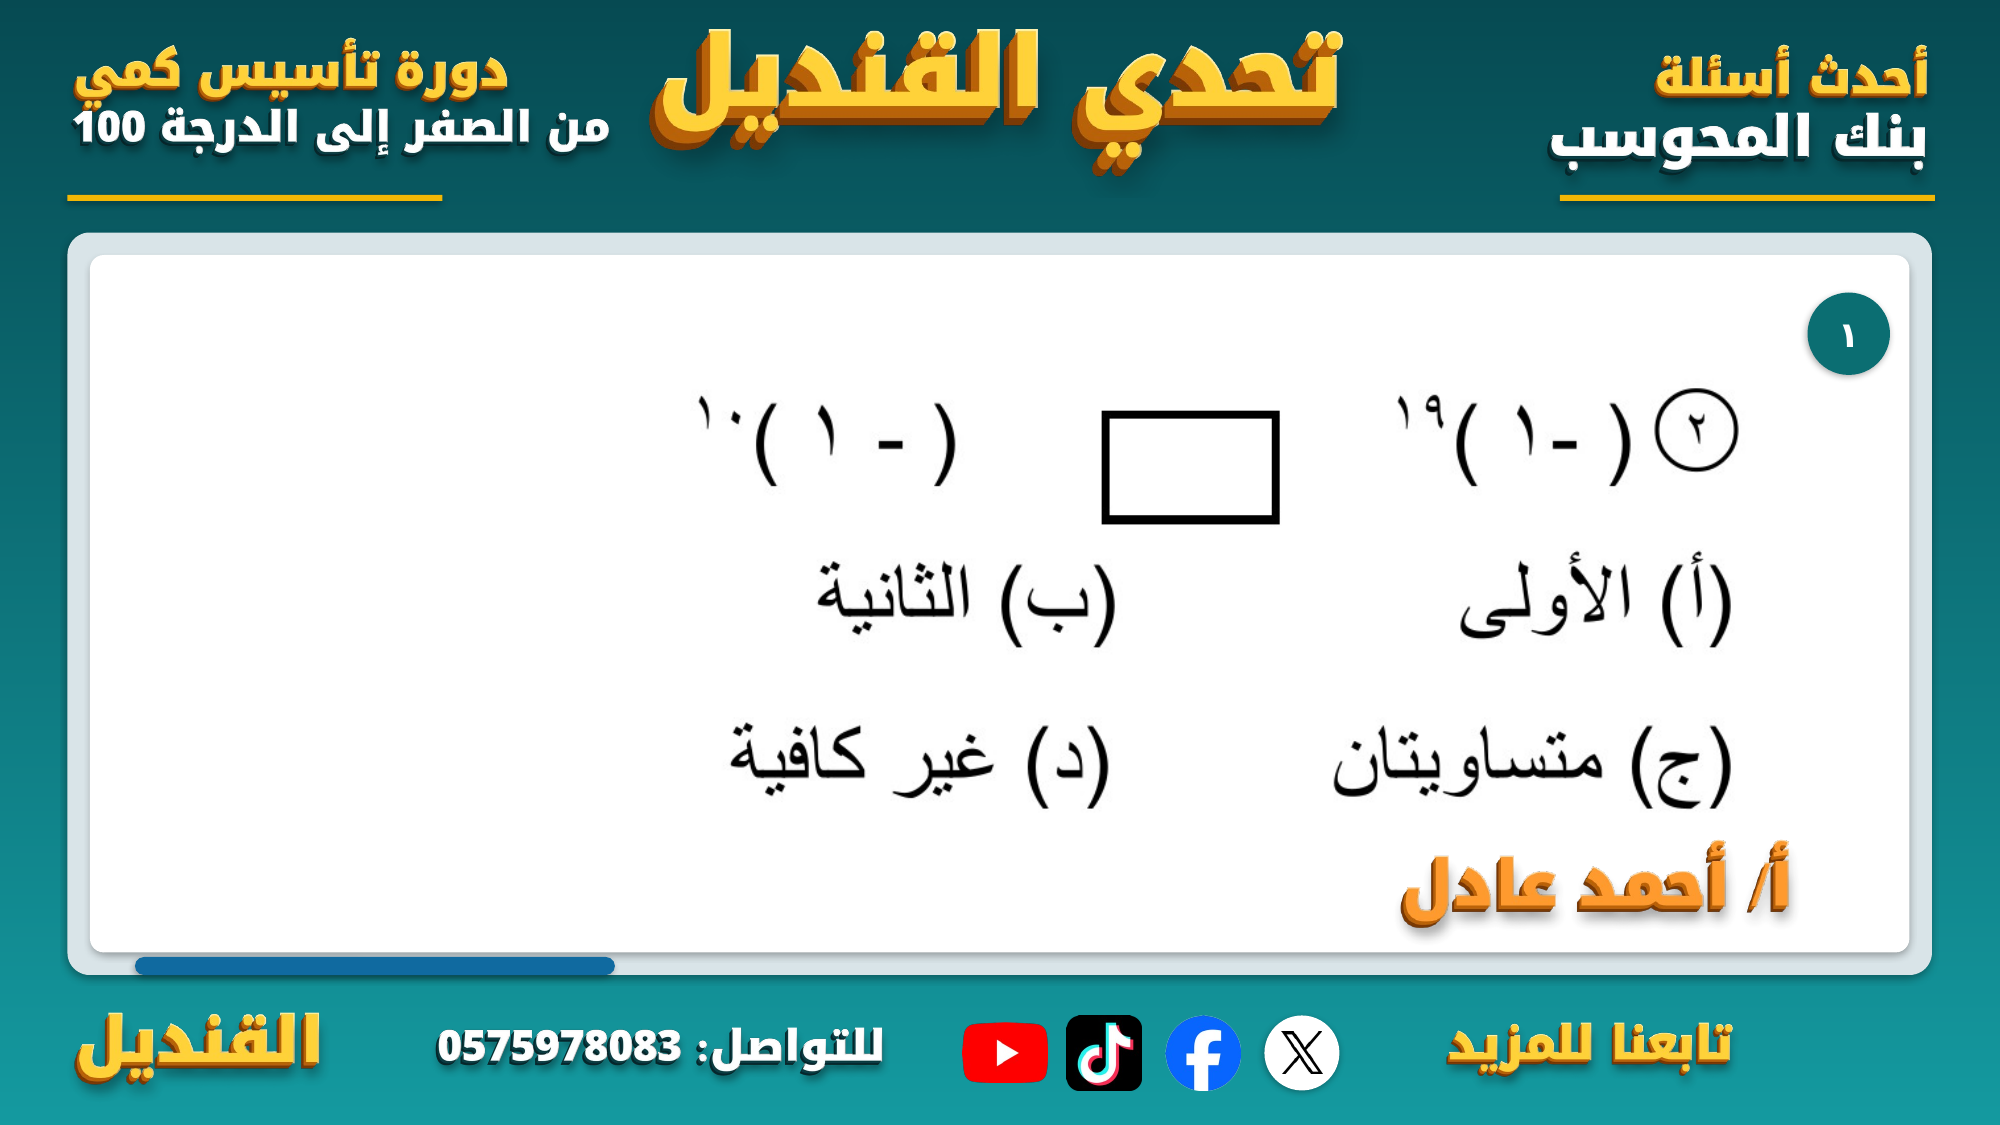 أحدث أسئلة
بنك المحوسب
تحدي القنديل
دورة تأسيس كمي
من الصفر إلى الدرجة 100
١
٢ ( -١ )١٩ ( - ١ )١٠
(أ) الأولى (ب) الثانية
(ج) متساويتان (د) غير كافية
أ/ أحمد عادل
تابعنا للمزيد
للتواصل: 0575978083
القنديل